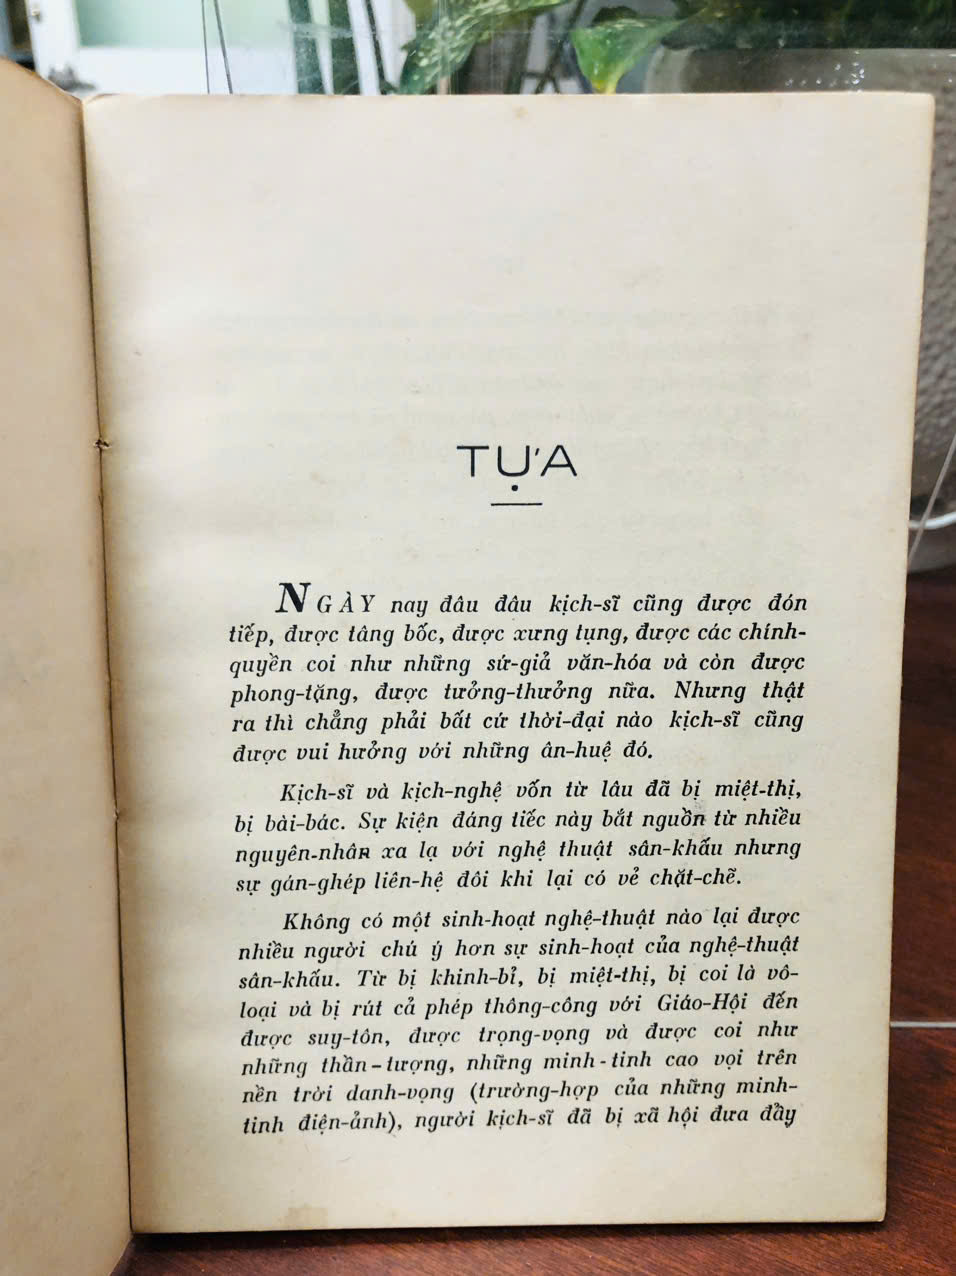 TỰA
NGÀY nay đâu đâu kịch-sĩ cũng được đón
tiếp, được tâng bốc, được xưng tụng, được các chính-
quyền coi như những sứ-giả văn-hóa và còn được
phong-tặng, được tưởng-thưởng nữa. Nhưng thật
ra thì chẳng phải bất cứ thời-đại nào kịch-sĩ cũng
được vui hưởng với những ân-huệ đó.
Kịch-sĩ và kịch-nghệ vốn từ lâu đã bị miệt-thị,
bị bài-bác. Sự kiện đáng tiếc này bắt nguồn từ nhiều
nguyên-nhân xa lạ với nghệ thuật sân-khấu nhưng
sự gán-ghép liên-hệ đôi khi lại có vẻ chặt-chẽ.
Không có một sinh-hoạt nghệ-thuật nào lại được
nhiều người chú ý hơn sự sinh-hoạt của nghệ-thuật
sân-khấu. Từ bị khinh-bỉ, bị miệt-thị, bị coi là vô-
loại và bị rút cả phép thông-công với Giáo-Hội đến
được suy-tôn, được trọng-vọng và được coi như
những thần-tượng, những minh-tinh cao vọi trên
nền trời danh-vọng (trường-hợp của những minh-
tinh điện-ảnh), người kịch-sĩ đã bị xã hội đưa đẩy